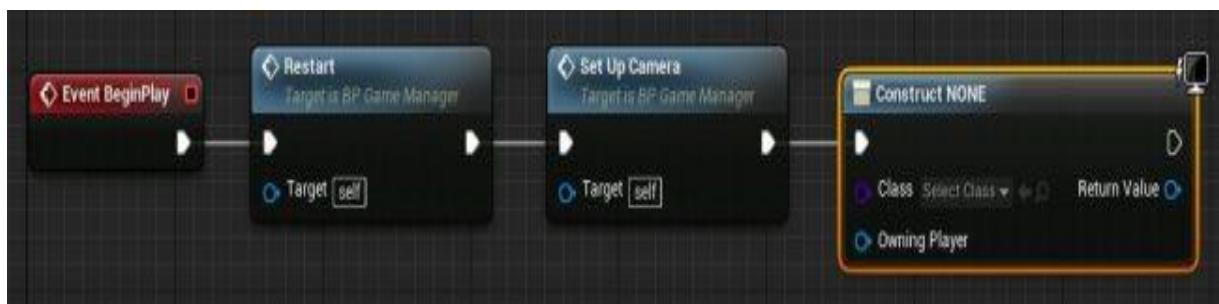 Event BeginPlay
Restart
Target is BP Game Manager
Target self
Set Up Camera
Target is BP Game Manager
Target self
Construct NONE
Class Select Class Return Value
Owning Player